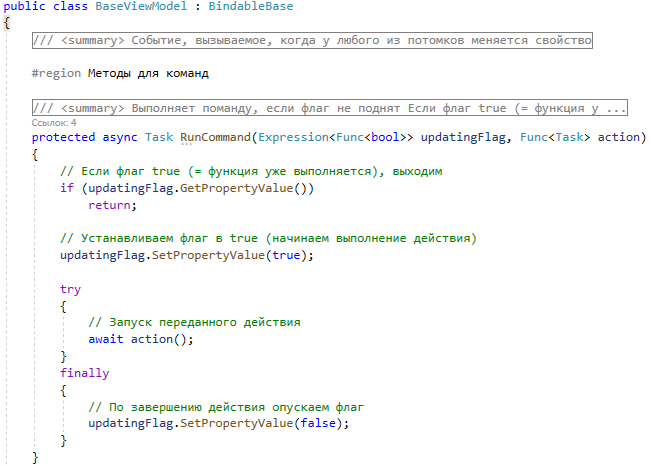 public class BaseViewModel : BindableBase
{
/// <summary> Событие, вызываемое, когда у любого из потомков меняется свойство
#region Методы для команд
/// <summary> Выполняет поманду, если флаг не поднят Если флаг true (= функция у ...
Ссылок: 4
protected async Task RunCommand(Expression<Func<bool>> updatingFlag, Func<Task> action)
{
// Если флаг true (= функция уже выполняется), выходим
if (updatingFlag.GetPropertyValue())
return;
// Устанавливаем флаг в true (начинаем выполнение действия)
updatingFlag.SetPropertyValue(true);
try
{
// Запуск переданного действия
await action();
}
finally
{
// По завершению действия опускаем флаг
updatingFlag.SetPropertyValue(false);
}
}